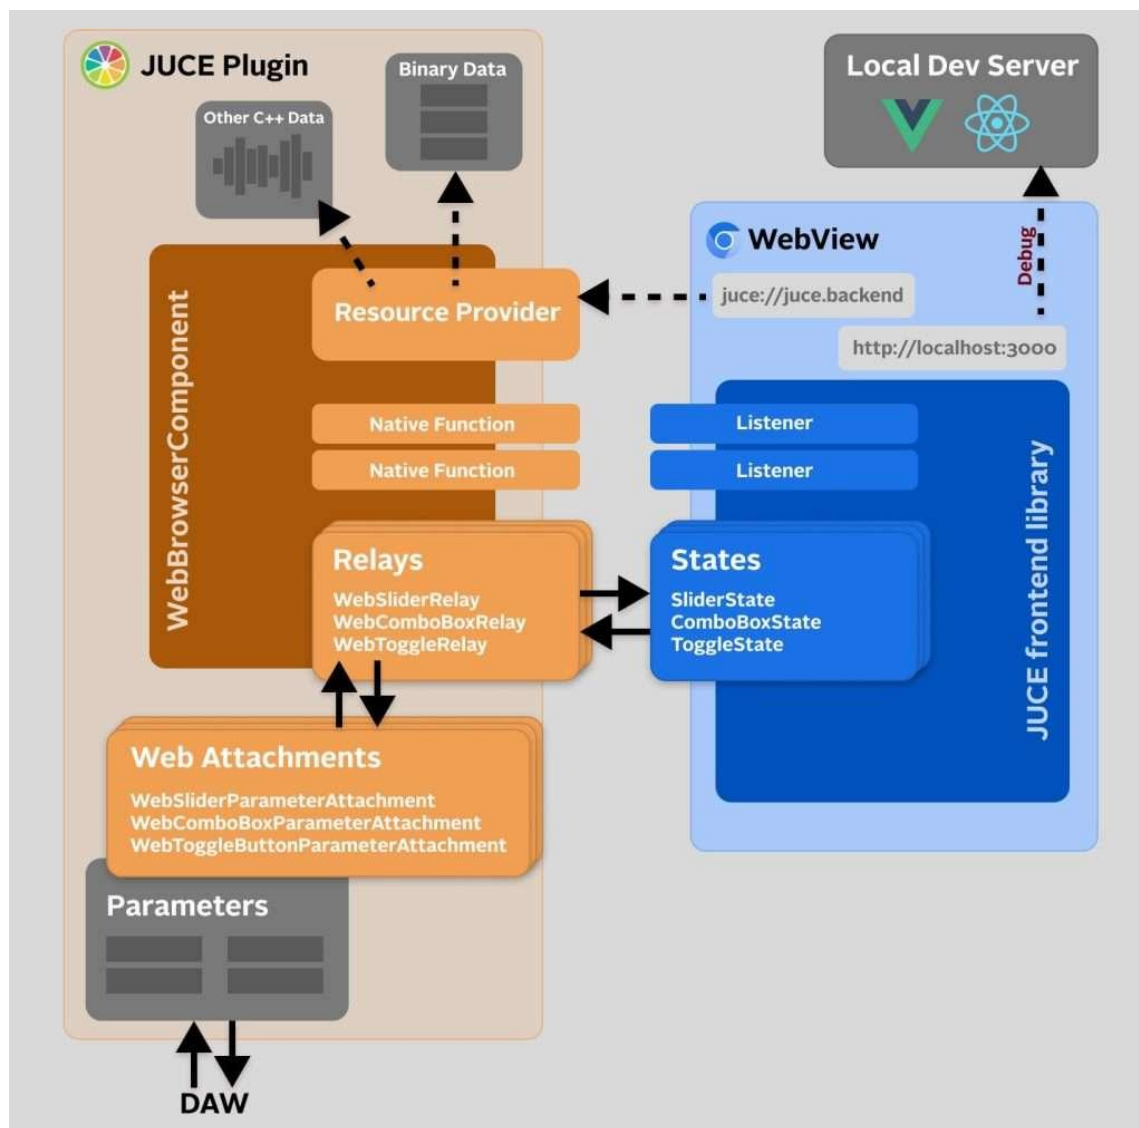 JUCE Plugin
Binary Data
Other C++ Data
Local Dev Server
WebView
Debug
juce://juce.backend
http://localhost:3000
WebBrowserComponent
Resource Provider
Native Function
Listener
Native Function
Listener
JUCE frontend library
Relays
WebSliderRelay
WebComboBoxRelay
WebToggleRelay
States
SliderState
ComboBoxState
ToggleState
Web Attachments
WebSliderParameterAttachment
WebComboBoxParameterAttachment
WebToggleButtonParameterAttachment
Parameters
DAW